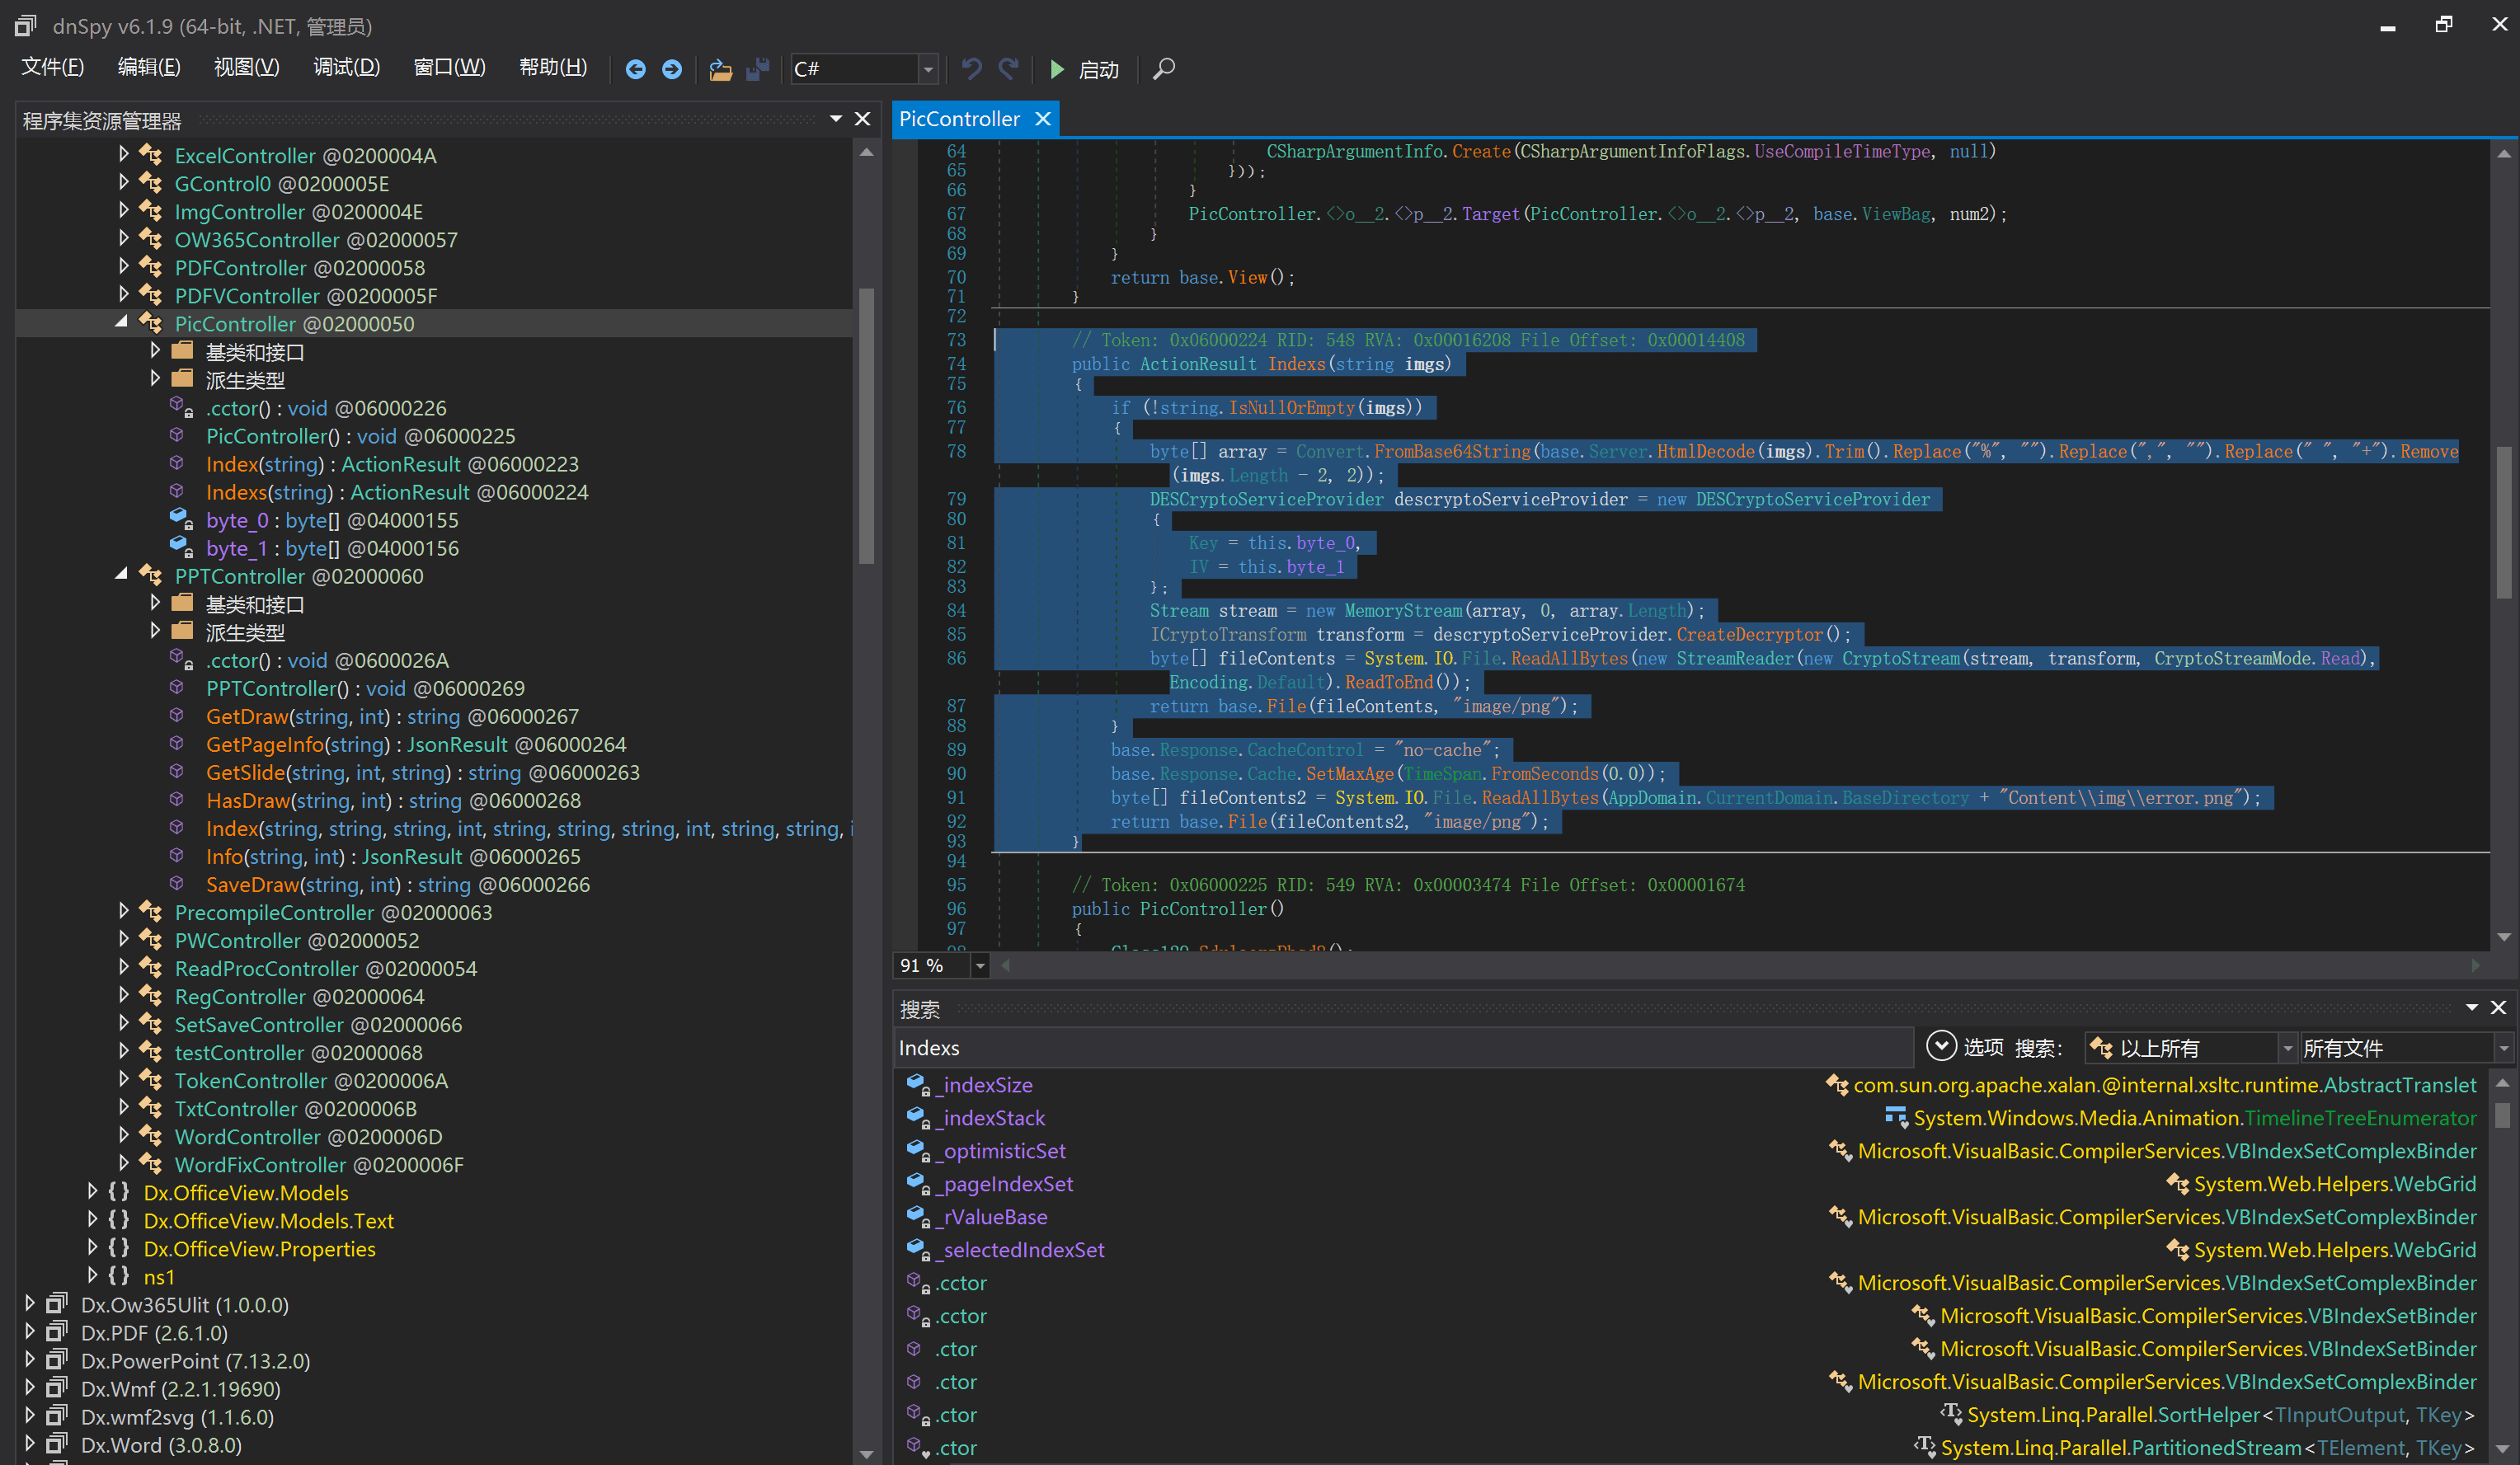 dnSpy v6.1.9 (64-bit, .NET, 管理员)
文件(F) 编辑(E) 视图(V) 调试(D) 窗口(W) 帮助(H) C# 启动
程序集资源管理器
ExcelController @0200004A
GControl0 @0200005E
ImgController @0200004E
OW365Controller @02000057
PDFController @02000058
PDFVController @0200005F
PicController @02000050
基类和接口
派生类型
.cctor() : void @06000226
PicController() : void @06000225
Index(string) : ActionResult @06000223
Indexs(string) : ActionResult @06000224
byte_0 : byte[] @04000155
byte_1 : byte[] @04000156
PPTController @02000060
基类和接口
派生类型
.cctor() : void @0600026A
PPTController() : void @06000269
GetDraw(string, int) : string @06000267
GetPageInfo(string) : JsonResult @06000264
GetSlide(string, int, string) : string @06000263
HasDraw(string, int) : string @06000268
Index(string, string, string, int, string, string, string, int, string, string, i
Info(string, int) : JsonResult @06000265
SaveDraw(string, int) : string @06000266
PrecompileController @02000063
PWController @02000052
ReadProcController @02000054
RegController @02000064
SetSaveController @02000066
testController @02000068
TokenController @0200006A
TxtController @0200006B
WordController @0200006D
WordFixController @0200006F
{ } Dx.OfficeView.Models
{ } Dx.OfficeView.Models.Text
{ } Dx.OfficeView.Properties
{ } ns1
Dx.Ow365Ulit (1.0.0.0)
Dx.PDF (2.6.1.0)
Dx.PowerPoint (7.13.2.0)
Dx.Wmf (2.2.1.19690)
Dx.wmf2svg (1.1.6.0)
Dx.Word (3.0.8.0)
PicController
64 CSharpArgumentInfo.Create(CSharpArgumentInfoFlags.UseCompileTimeType, null)
65 }));
66 }
67 PicController.<>o__2.<>p__2.Target(PicController.<>o__2.<>p__2, base.ViewBag, num2);
68 }
69 }
70 return base.View();
71 }
72
73 // Token: 0x06000224 RID: 548 RVA: 0x00016208 File Offset: 0x00014408
74 public ActionResult Indexs(string imgs)
75 {
76 if (!string.IsNullOrEmpty(imgs))
77 {
78 byte[] array = Convert.FromBase64String(base.Server.HtmlDecode(imgs).Trim().Replace("%", "").Replace(",", "").Replace(" ", "+").Remove
(imgs.Length - 2, 2));
79 DESCryptoServiceProvider descryptoServiceProvider = new DESCryptoServiceProvider
80 {
81 Key = this.byte_0,
82 IV = this.byte_1
83 };
84 Stream stream = new MemoryStream(array, 0, array.Length);
85 ICryptoTransform transform = descryptoServiceProvider.CreateDecryptor();
86 byte[] fileContents = System.IO.File.ReadAllBytes(new StreamReader(new CryptoStream(stream, transform, CryptoStreamMode.Read),
Encoding.Default).ReadToEnd());
87 return base.File(fileContents, "image/png");
88 }
89 base.Response.CacheControl = "no-cache";
90 base.Response.Cache.SetMaxAge(TimeSpan.FromSeconds(0.0));
91 byte[] fileContents2 = System.IO.File.ReadAllBytes(AppDomain.CurrentDomain.BaseDirectory + "Content\\img\\error.png");
92 return base.File(fileContents2, "image/png");
93 }
94
95 // Token: 0x06000225 RID: 549 RVA: 0x00003474 File Offset: 0x00001674
96 public PicController()
97 {
91 %
搜索
Indexs 选项 搜索: 以上所有 所有文件
_indexSize com.sun.org.apache.xalan.@internal.xsltc.runtime.AbstractTranslet
_indexStack System.Windows.Media.Animation.TimelineTreeEnumerator
_optimisticSet Microsoft.VisualBasic.CompilerServices.VBIndexSetComplexBinder
_pageIndexSet System.Web.Helpers.WebGrid
_rValueBase Microsoft.VisualBasic.CompilerServices.VBIndexSetComplexBinder
_selectedIndexSet System.Web.Helpers.WebGrid
.cctor Microsoft.VisualBasic.CompilerServices.VBIndexSetComplexBinder
.cctor Microsoft.VisualBasic.CompilerServices.VBIndexSetBinder
.ctor Microsoft.VisualBasic.CompilerServices.VBIndexSetBinder
.ctor Microsoft.VisualBasic.CompilerServices.VBIndexSetComplexBinder
.ctor System.Linq.Parallel.SortHelper<TInputOutput, TKey>
.ctor System.Linq.Parallel.PartitionedStream<TElement, TKey>